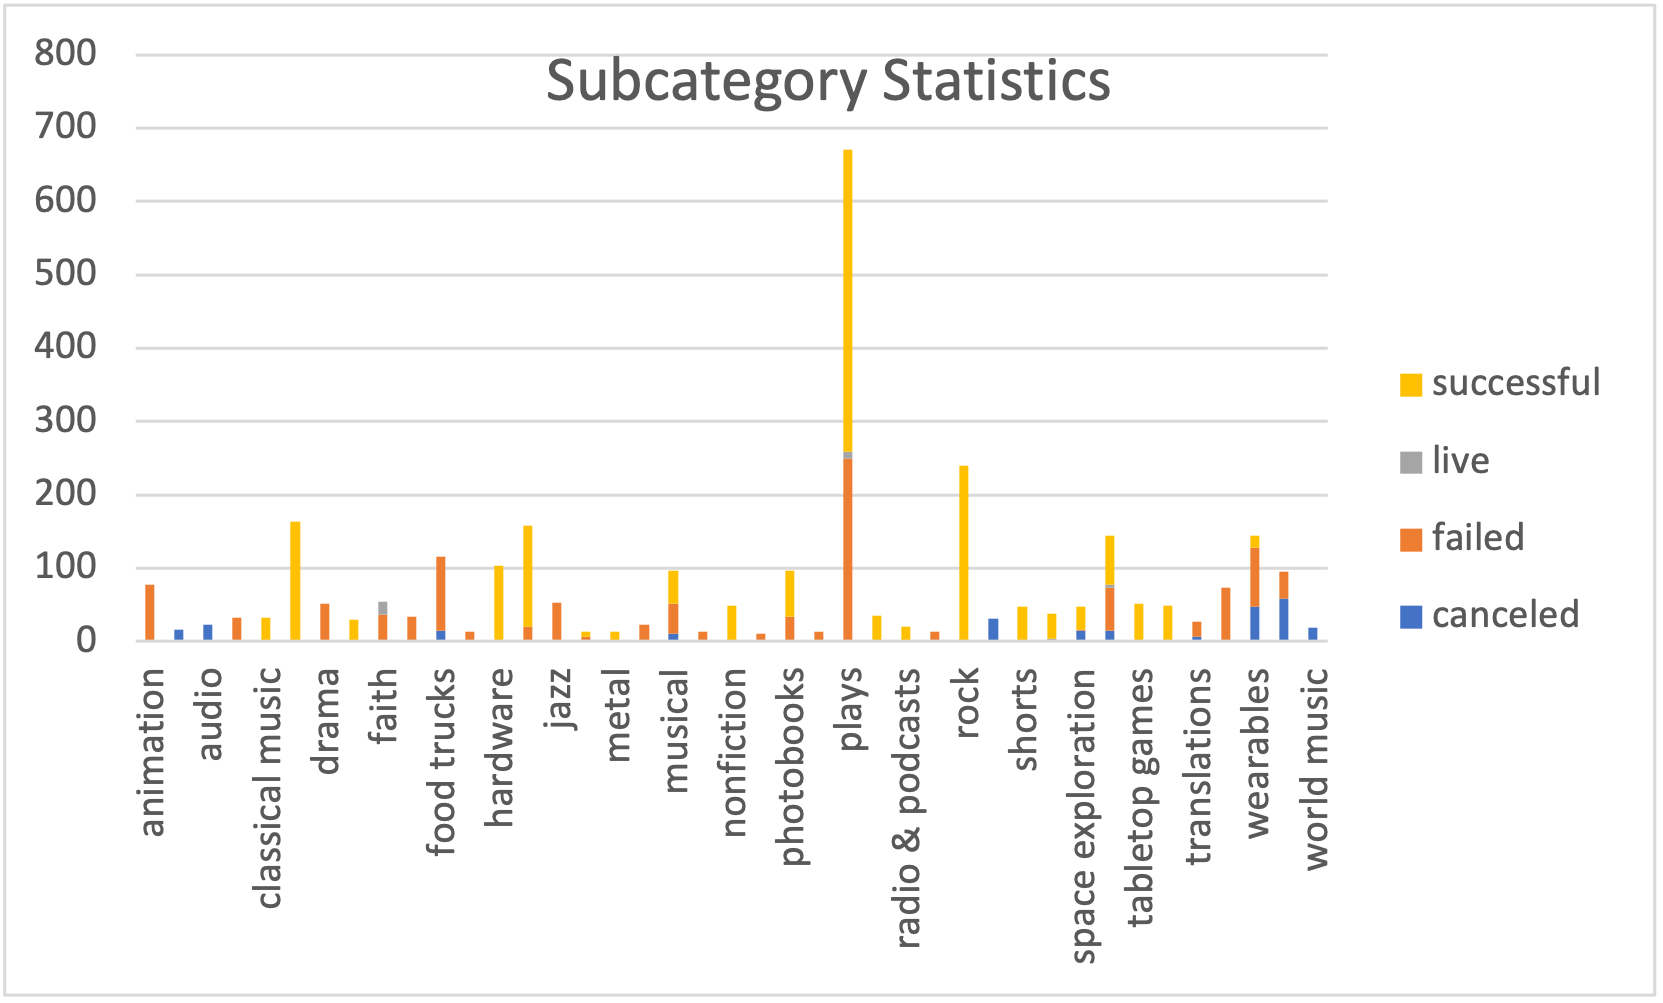 Subcategory Statistics
800
700
600
500
400
300
200
100
0
animation
audio
classical music
drama
faith
food trucks
hardware
jazz
metal
musical
nonfiction
photobooks
plays
radio & podcasts
rock
shorts
space exploration
tabletop games
translations
wearables
world music
successful
live
failed
canceled